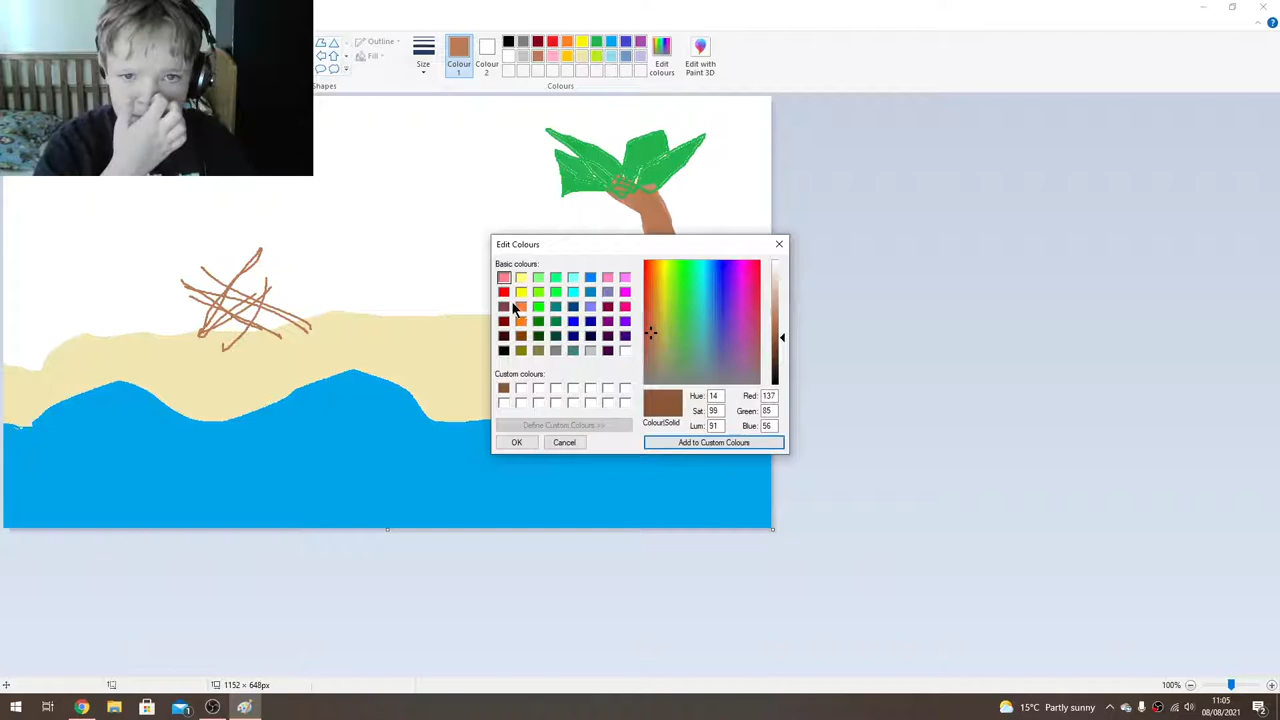 Outline
Fill
Shapes
Size
Colour
1
Colour
2
Edit
colours
Edit with
Paint 3D
Colours
Edit Colours
Basic colours:
Custom colours:
Define Custom Colours >>
OK
Cancel
Colour|Solid
Hue: 14
Sat: 99
Lum: 91
Red: 137
Green: 85
Blue: 56
Add to Custom Colours
1152 × 648px
100%
1
15°C Partly sunny
11:05
08/08/2021
2